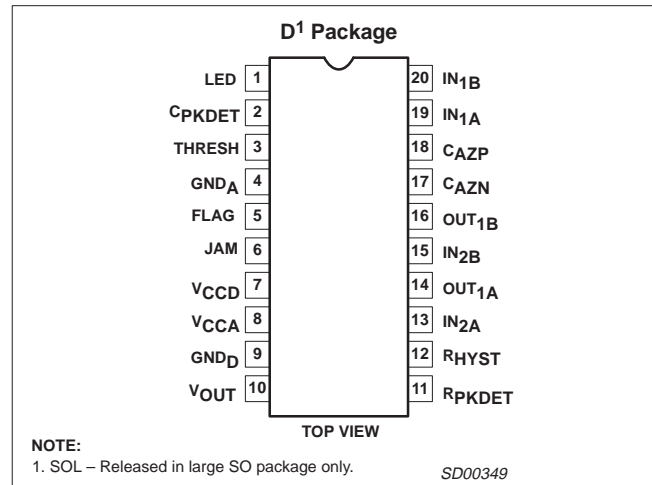 D1 Package
LED 1 20 IN1B
CPKDET 2 19 IN1A
THRESH 3 18 CAZP
GNDA 4 17 CAZN
FLAG 5 16 OUT1B
JAM 6 15 IN2B
VCCD 7 14 OUT1A
VCCA 8 13 IN2A
GNDD 9 12 RHYST
VOUT 10 11 RPKDET
TOP VIEW
NOTE:
1. SOL – Released in large SO package only.
SD00349